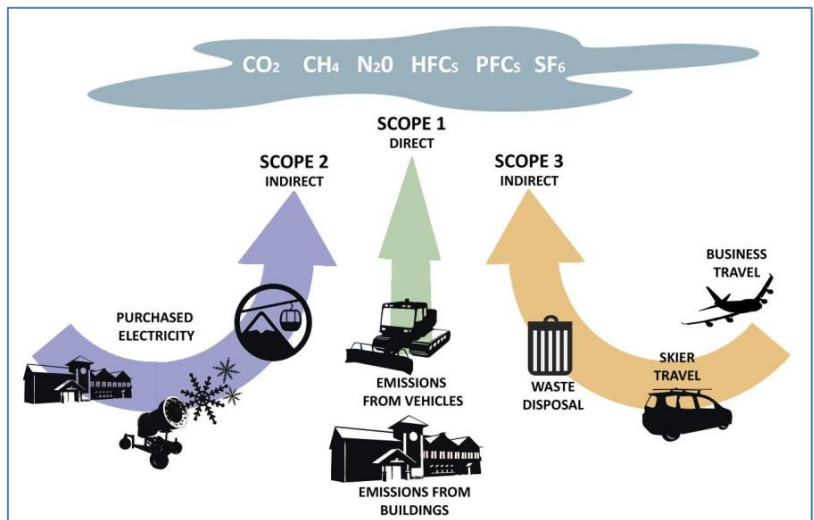 CO₂ CH₄ N₂0 HFCs PFCs SF₆
SCOPE 1
DIRECT
SCOPE 2
INDIRECT
SCOPE 3
INDIRECT
PURCHASED
ELECTRICITY
EMISSIONS
FROM VEHICLES
EMISSIONS FROM
BUILDINGS
WASTE
DISPOSAL
SKIER
TRAVEL
BUSINESS
TRAVEL